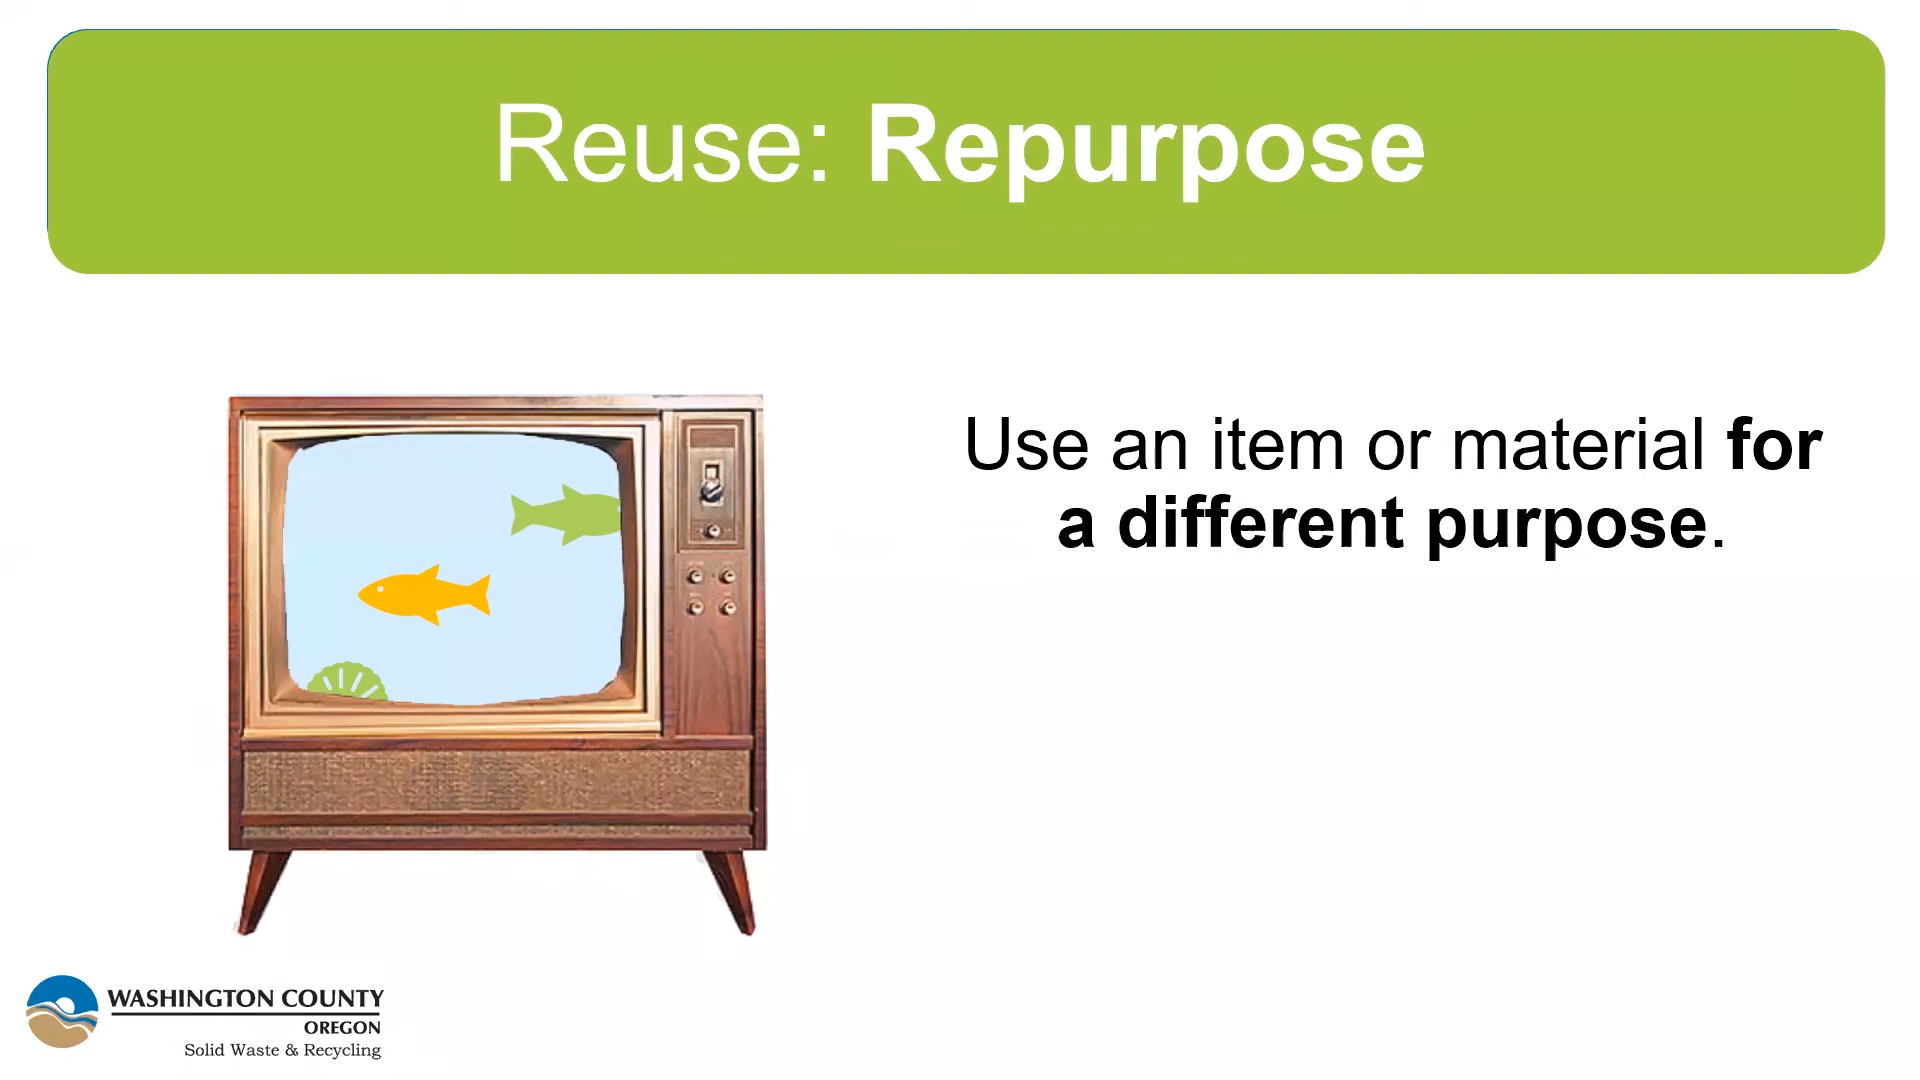 Reuse: Repurpose
Use an item or material for
a different purpose.
WASHINGTON COUNTY
OREGON
Solid Waste & Recycling